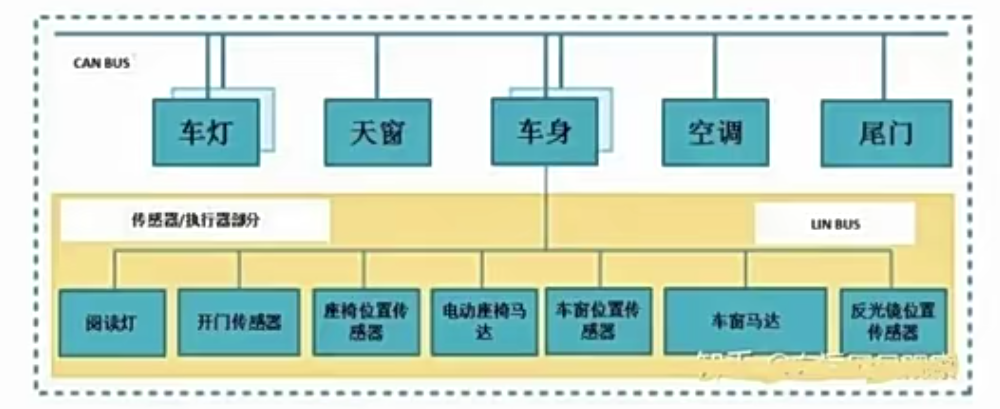 CAN BUS
车灯
天窗
车身
空调
尾门
传感器/执行器部分
LIN BUS
阅读灯
开门传感器
座椅位置传
感器
电动座椅马
达
车窗位置传
感器
车窗马达
反光镜位置
传感器
知乎